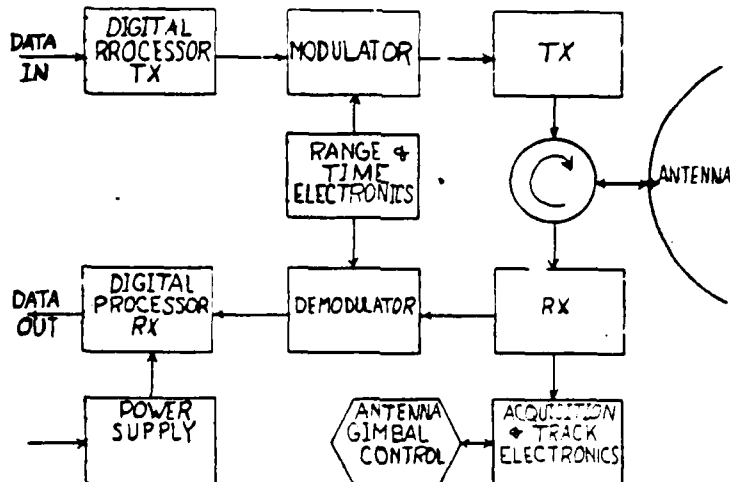 DATA
IN
DIGITAL
RROCESSOR
TX
MODULATOR
TX
RANGE &
TIME
ELECTRONICS
ANTENNA
DATA
OUT
DIGITAL
PROCESSOR
RX
DEMODULATOR
RX
POWER
SUPPLY
ANTENNA
GIMBAL
CONTROL
ACQUISITION
& TRACK
ELECTRONICS